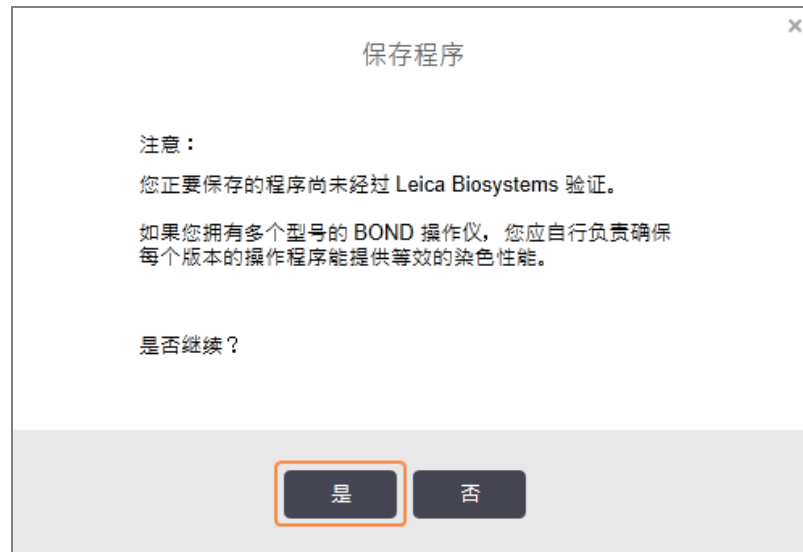 保存程序
注意：
您正要保存的程序尚未经过 Leica Biosystems 验证。
如果您拥有多个型号的 BOND 操作仪，您应自行负责确保
每个版本的操作程序能提供等效的染色性能。
是否继续？
是
否